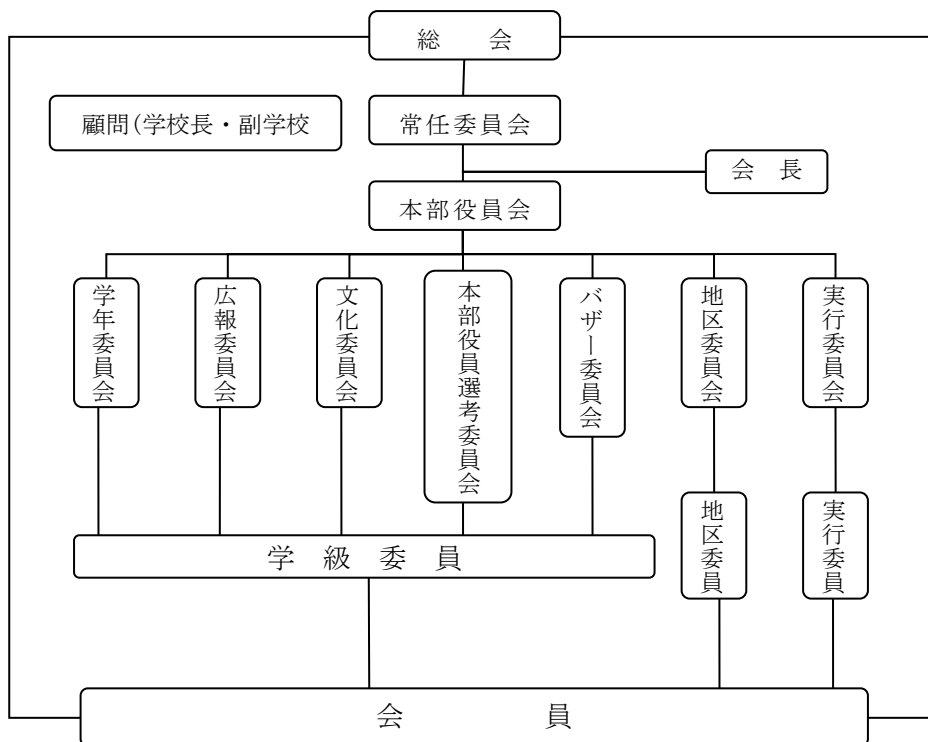 総　会
顧問(学校長・副学校
常任委員会
会　長
本部役員会
学年委員会
広報委員会
文化委員会
本部役員選考委員会
バザー委員会
地区委員会
実行委員会
地区委員
実行委員
学　級　委　員
会　員